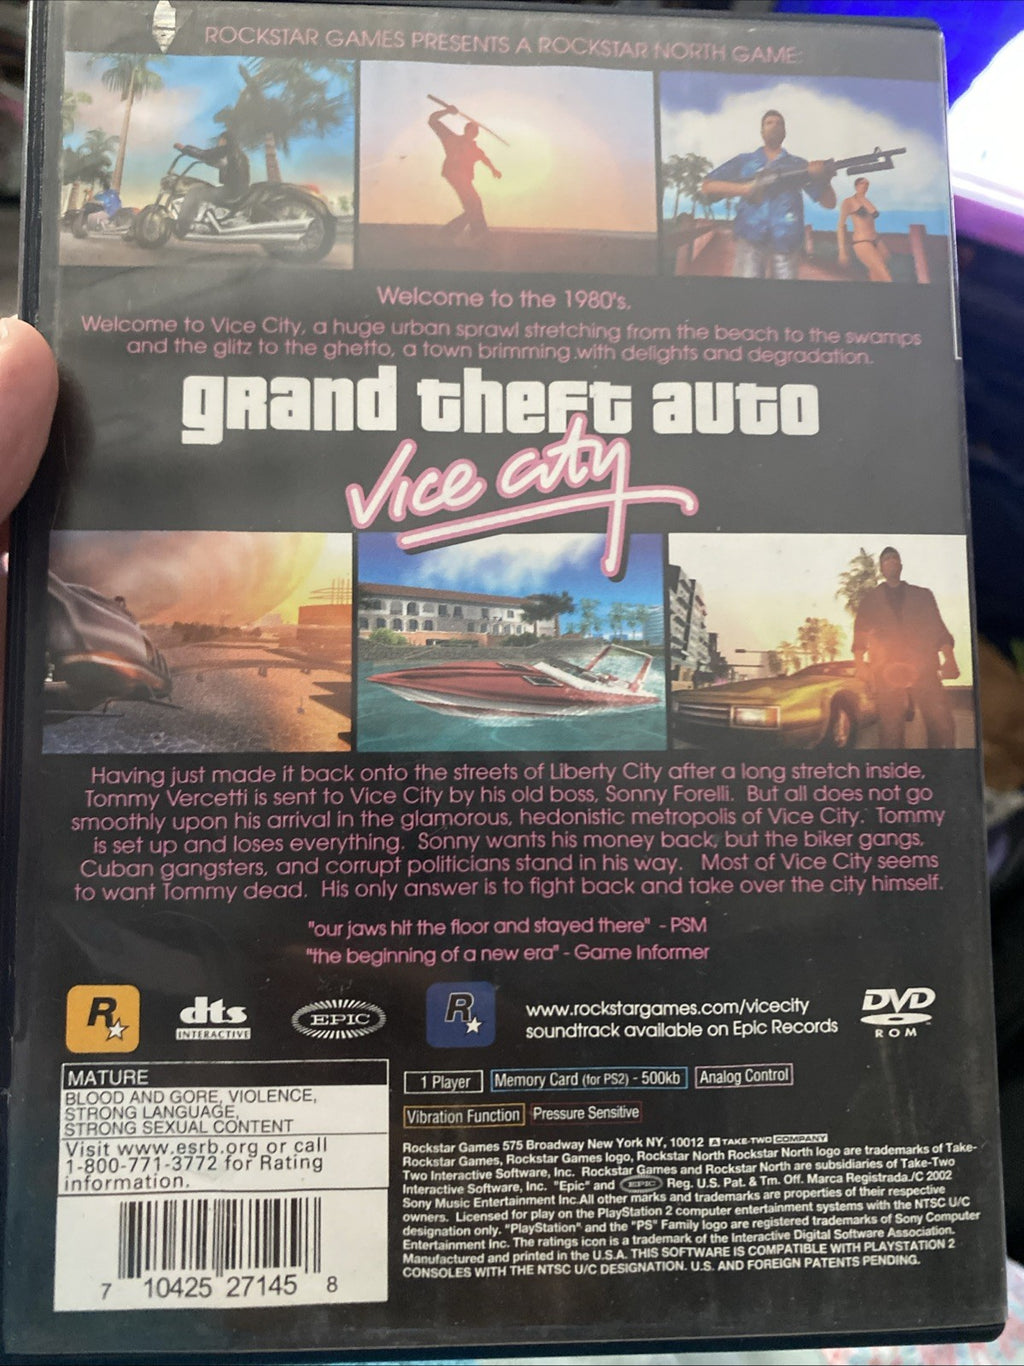 ROCKSTAR GAMES PRESENTS A ROCKSTAR NORTH GAME:
Welcome to the 1980's.
Welcome to Vice City, a huge urban sprawl stretching from the beach to the swamps
and the glitz to the ghetto, a town brimming with delights and degradation.
grand theft auto
Vice City
Having just made it back onto the streets of Liberty City after a long stretch inside,
Tommy Vercetti is sent to Vice City by his old boss, Sonny Forelli. But all does not go
smoothly upon his arrival in the glamorous, hedonistic metropolis of Vice City. Tommy
is set up and loses everything. Sonny wants his money back, but the biker gangs,
Cuban gangsters, and corrupt politicians stand in his way. Most of Vice City seems
to want Tommy dead. His only answer is to fight back and take over the city himself.
"our jaws hit the floor and stayed there" - PSM
"the beginning of a new era" - Game Informer
R
dts
INTERACTIVE
EPIC
R
www.rockstargames.com/vicecity
soundtrack available on Epic Records
DVD
ROM
MATURE
BLOOD AND GORE, VIOLENCE,
STRONG LANGUAGE,
STRONG SEXUAL CONTENT
Visit www.esrb.org or call
1-800-771-3772 for Rating
information.
7 10425 27145 8
1 Player
Memory Card (for PS2) - 500kb
Analog Control
Vibration Function
Pressure Sensitive
Rockstar Games 575 Broadway New York NY, 10012 A TAKE-TWO COMPANY
Rockstar Games, Rockstar Games logo, Rockstar North Rockstar North logo are trademarks of Take-
Two Interactive Software, Inc. Rockstar Games and Rockstar North are subsidiaries of Take-Two
Interactive Software, Inc. "Epic" and EPIC Reg. U.S. Pat. & Tm. Off. Marca Registrada./C 2002
Sony Music Entertainment Inc.All other marks and trademarks are properties of their respective
owners. Licensed for play on the PlayStation 2 computer entertainment systems with the NTSC U/C
designation only. "PlayStation" and the "PS" Family logo are registered trademarks of Sony Computer
Entertainment Inc. The ratings icon is a trademark of the Interactive Digital Software Association.
Manufactured and printed in the U.S.A. THIS SOFTWARE IS COMPATIBLE WITH PLAYSTATION 2
CONSOLES WITH THE NTSC U/C DESIGNATION. U.S. AND FOREIGN PATENTS PENDING.